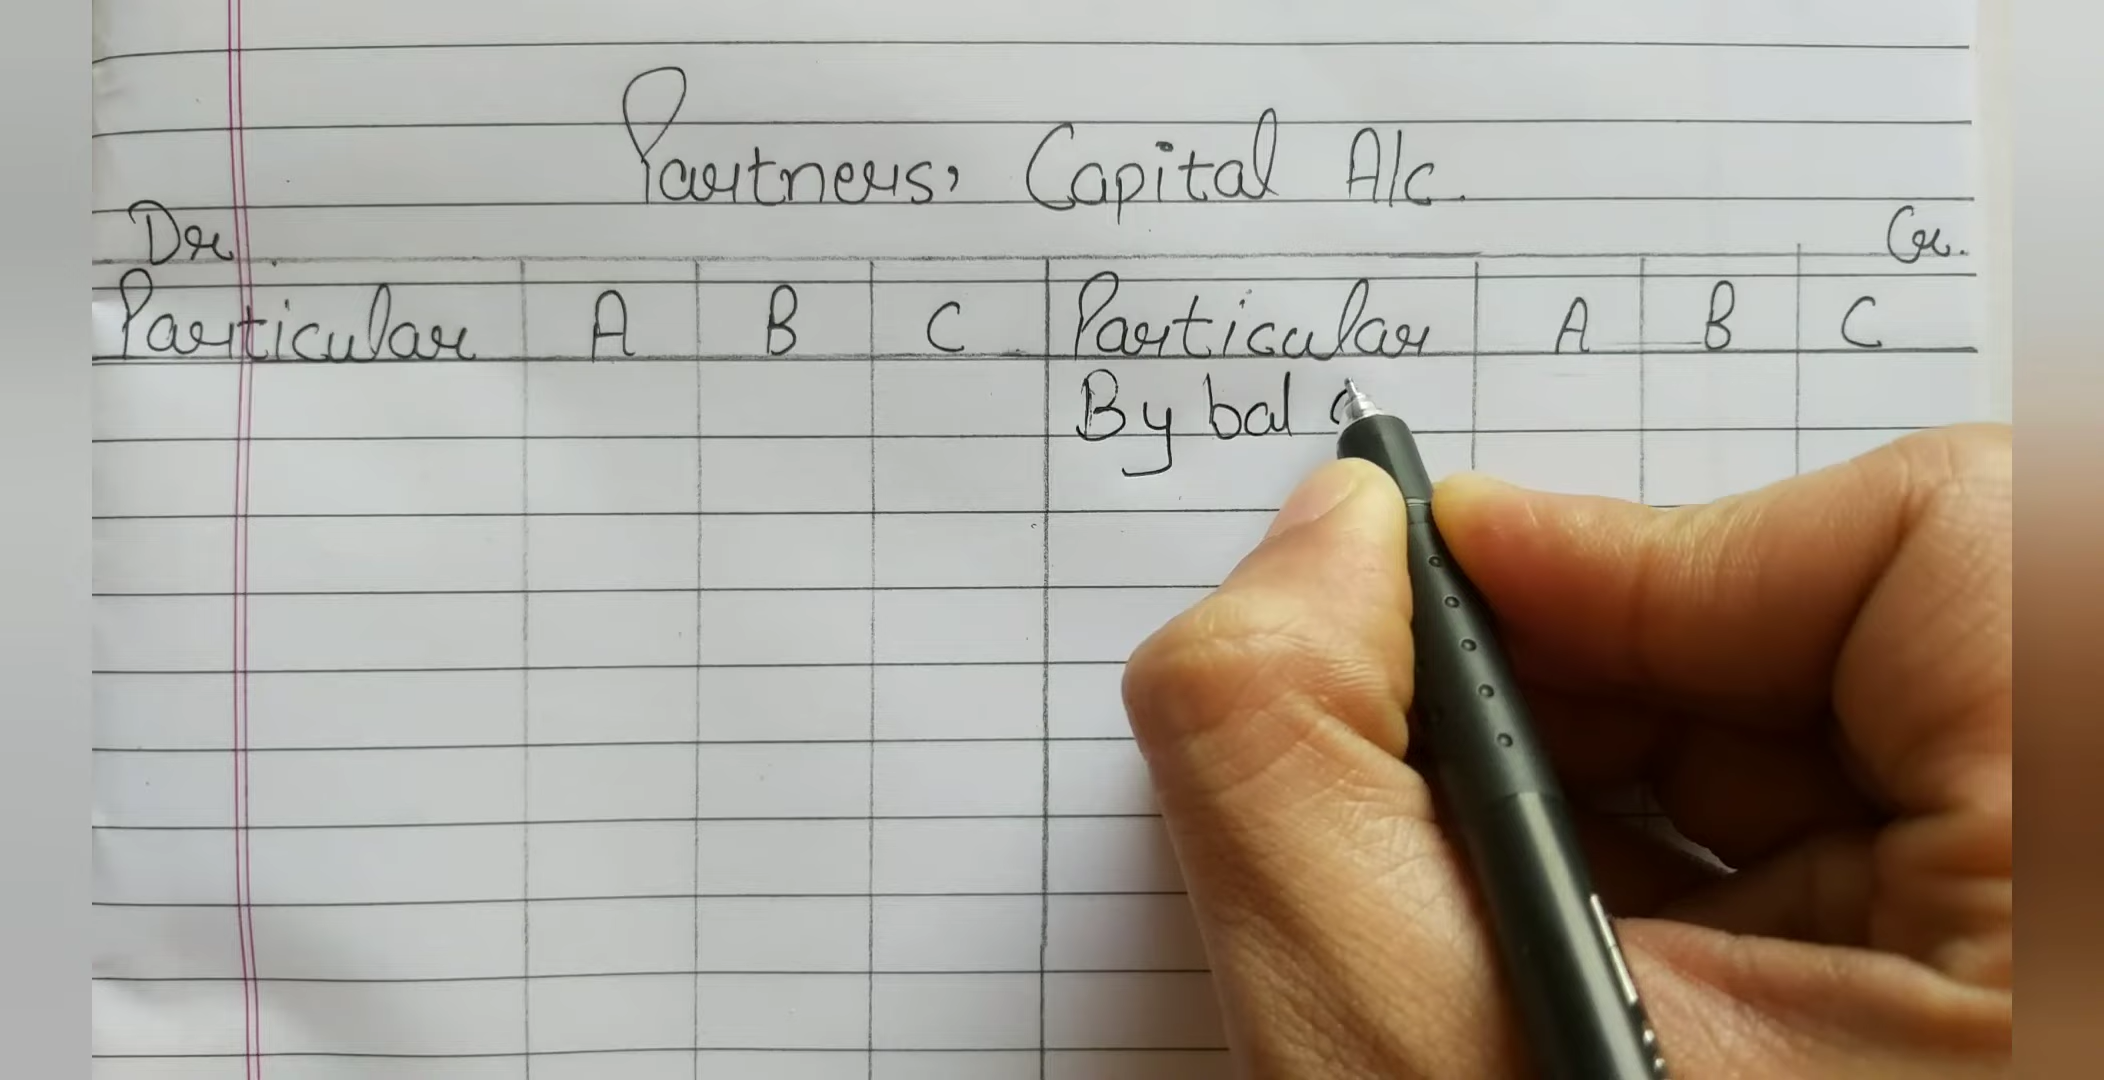 Partners, Capital A/c.
Dr. Cr.
Particular A B C Particular A B C
By bal